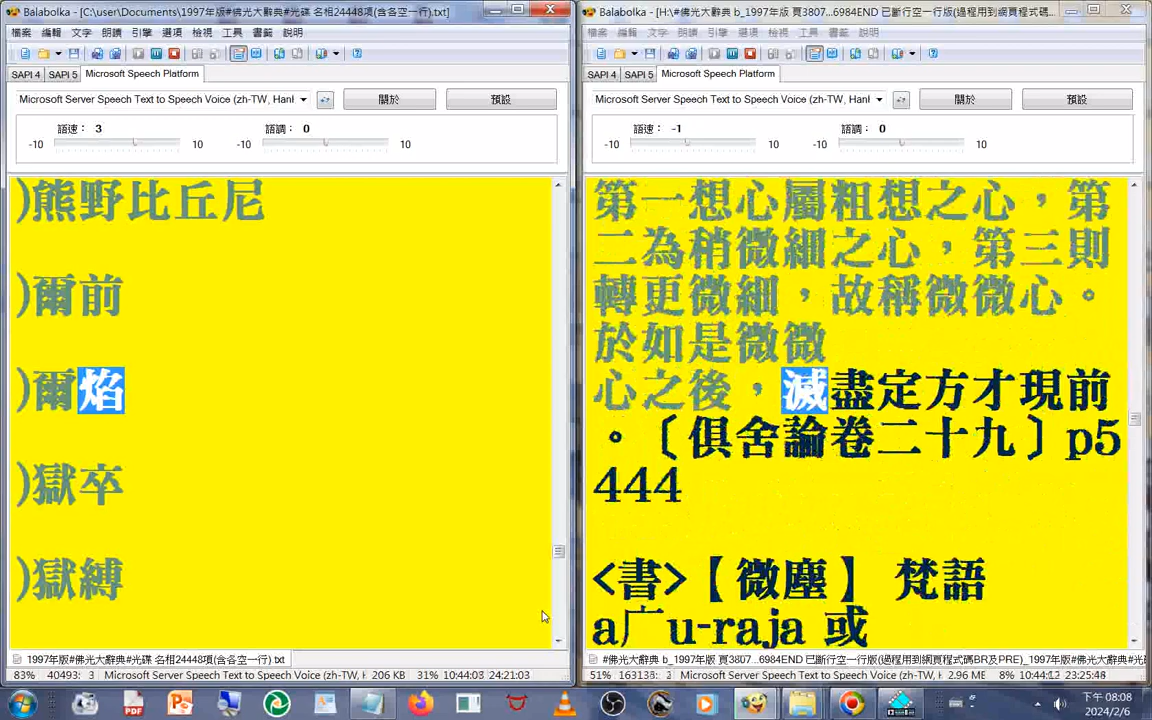 Balabolka - [C:\user\Documents\1997年版#佛光大辭典#光碟 名相24448項(含各空一行).txt]
檔案 編輯 文字 朗讀 引擎 選項 檢視 工具 書籤 說明
SAPI 4 SAPI 5 Microsoft Speech Platform
Microsoft Server Speech Text to Speech Voice (zh-TW, Hanl 關於 預設
語速： 3 語調： 0
-10 10 -10 10
)熊野比丘尼
)爾前
)爾焰
)獄卒
)獄縛
1997年版#佛光大辭典#光碟 名相24448項(含各空一行).txt
83% 40493: 3 Microsoft Server Speech Text to Speech Voice (zh-TW, H 206 KB 31% 10:44:03 24:21:03
Balabolka - [H:\#佛光大辭典 b_1997年版 頁3807...6984END 已斷行空一行版(過程用到網頁程式碼
檔案 編輯 文字 朗讀 引擎 選項 檢視 工具 書籤 說明
SAPI 4 SAPI 5 Microsoft Speech Platform
Microsoft Server Speech Text to Speech Voice (zh-TW, Hanl 關於 預設
語速： -1 語調： 0
-10 10 -10 10
第一想心屬粗想之心，第
二為稍微細之心，第三則
轉更微細，故稱微微心。
於如是微微
心之後，滅盡定方才現前
。〔俱舍論卷二十九〕p5
444
<書>【微塵】 梵語
a广u-raja 或
#佛光大辭典 b_1997年版 頁3807...6984END 已斷行空一行版(過程用到網頁程式碼BR及PRE)_1997年版#光
51% 163138: Microsoft Server Speech Text to Speech Voice (zh-TW, H 2.96 ME 8% 10:44:12 23:25:48
下午 08:08
2024/2/6